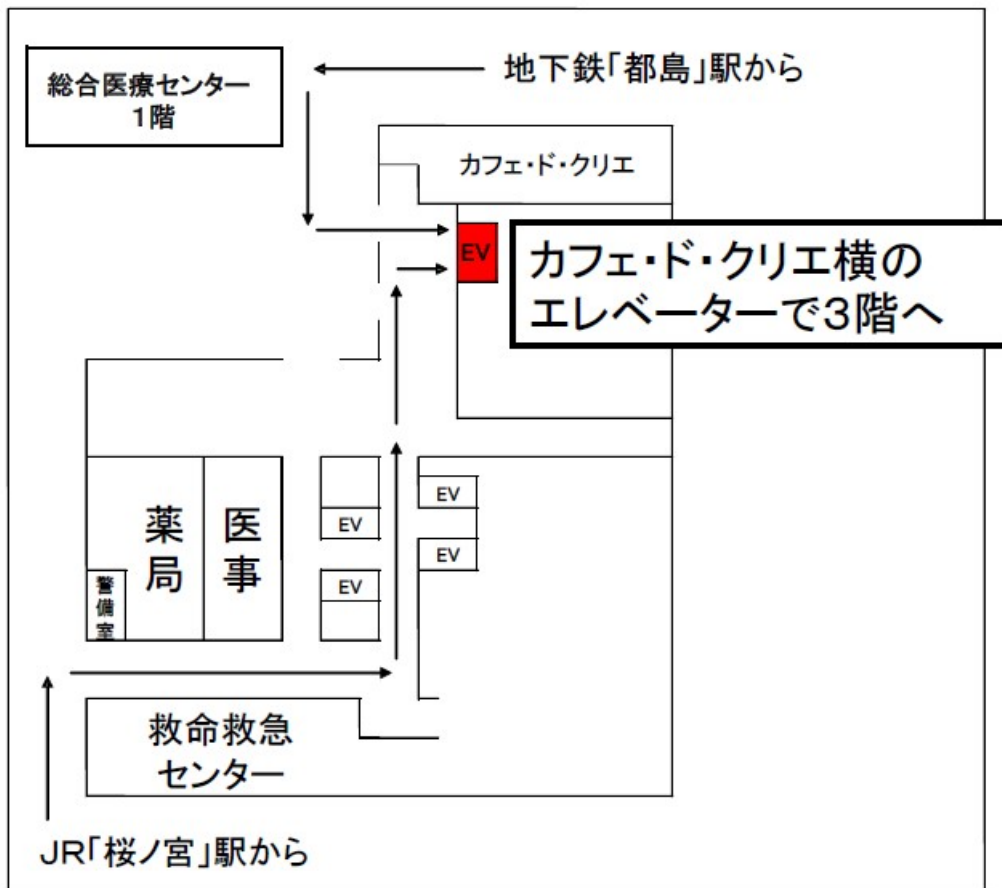 総合医療センター
1階
地下鉄「都島」駅から
カフェ・ド・クリエ
EV
カフェ・ド・クリエ横の
エレベーターで3階へ
薬局
医事
警備室
EV
EV
EV
EV
救命救急
センター
JR「桜ノ宮」駅から